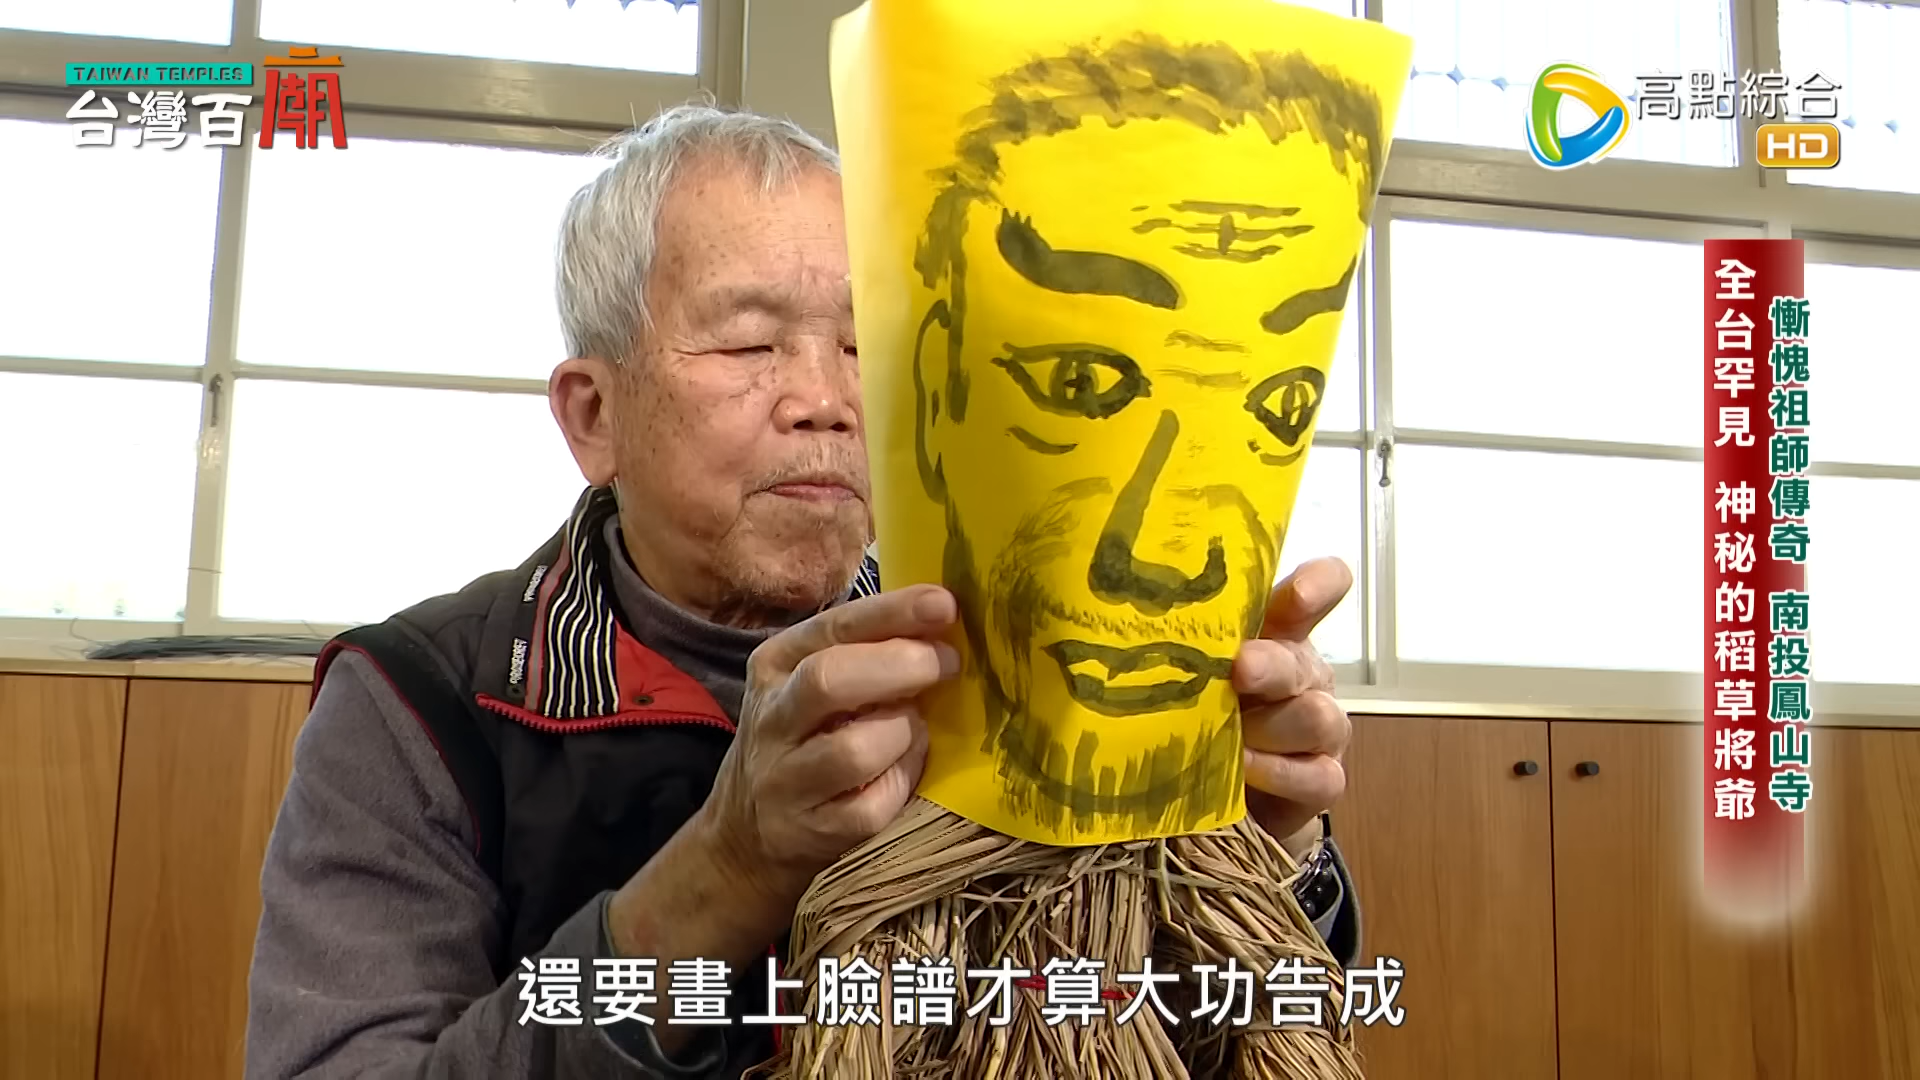 TAIWAN TEMPLES
台灣百廟
高點綜合
HD
慚愧祖師傳奇 南投鳳山寺
全台罕見 神秘的稻草將爺
王
還要畫上臉譜才算大功告成